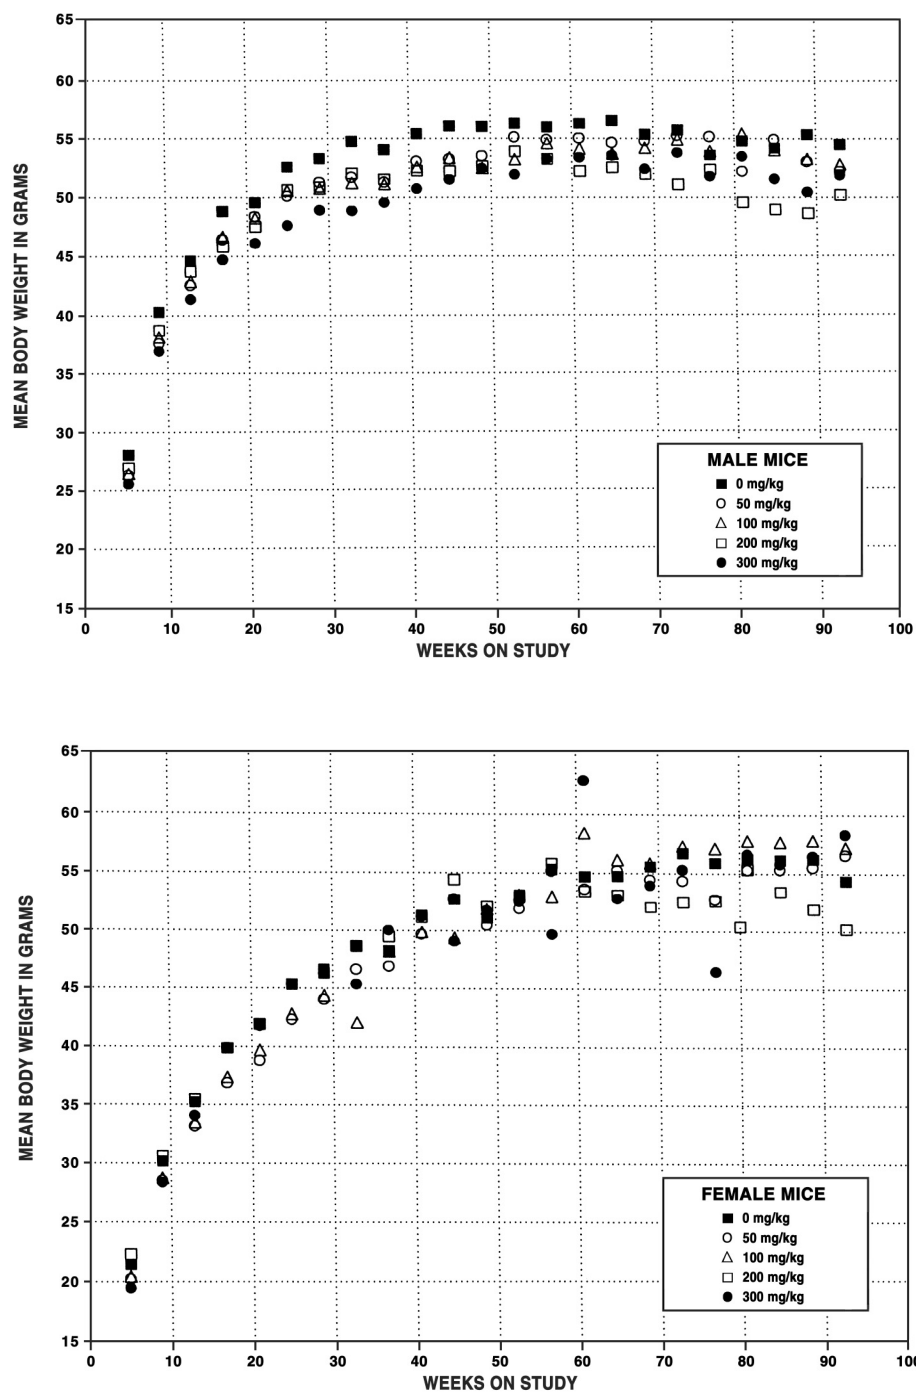 65
60
55
50
45
40
35
30
25
20
15
MEAN BODY WEIGHT IN GRAMS
MALE MICE
■ 0 mg/kg
○ 50 mg/kg
△ 100 mg/kg
□ 200 mg/kg
● 300 mg/kg
0 10 20 30 40 50 60 70 80 90 100
WEEKS ON STUDY
65
60
55
50
45
40
35
30
25
20
15
MEAN BODY WEIGHT IN GRAMS
FEMALE MICE
■ 0 mg/kg
○ 50 mg/kg
△ 100 mg/kg
□ 200 mg/kg
● 300 mg/kg
0 10 20 30 40 50 60 70 80 90 100
WEEKS ON STUDY